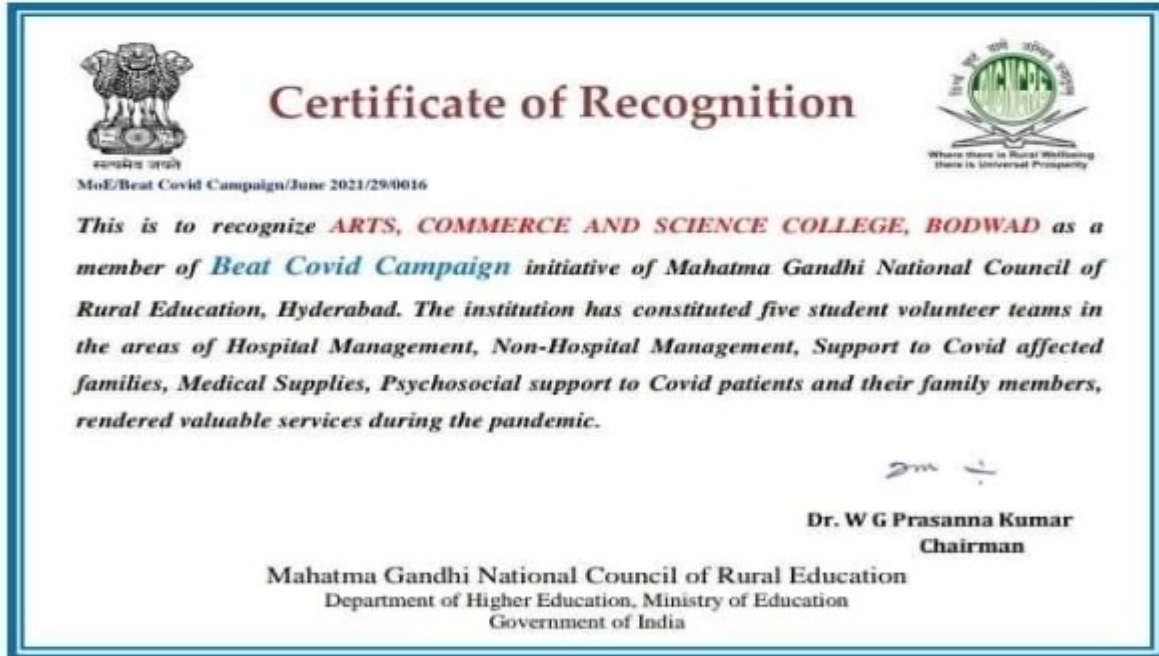 Certificate of Recognition
सत्यमेव जयते
MGNCRE
Where there is Rural Wellbeing
there is Universal Prosperity
MoE/Beat Covid Campaign/June 2021/29/0016
This is to recognize ARTS, COMMERCE AND SCIENCE COLLEGE, BODWAD as a
member of Beat Covid Campaign initiative of Mahatma Gandhi National Council of
Rural Education, Hyderabad. The institution has constituted five student volunteer teams in
the areas of Hospital Management, Non-Hospital Management, Support to Covid affected
families, Medical Supplies, Psychosocial support to Covid patients and their family members,
rendered valuable services during the pandemic.
Dr. W G Prasanna Kumar
Chairman
Mahatma Gandhi National Council of Rural Education
Department of Higher Education, Ministry of Education
Government of India